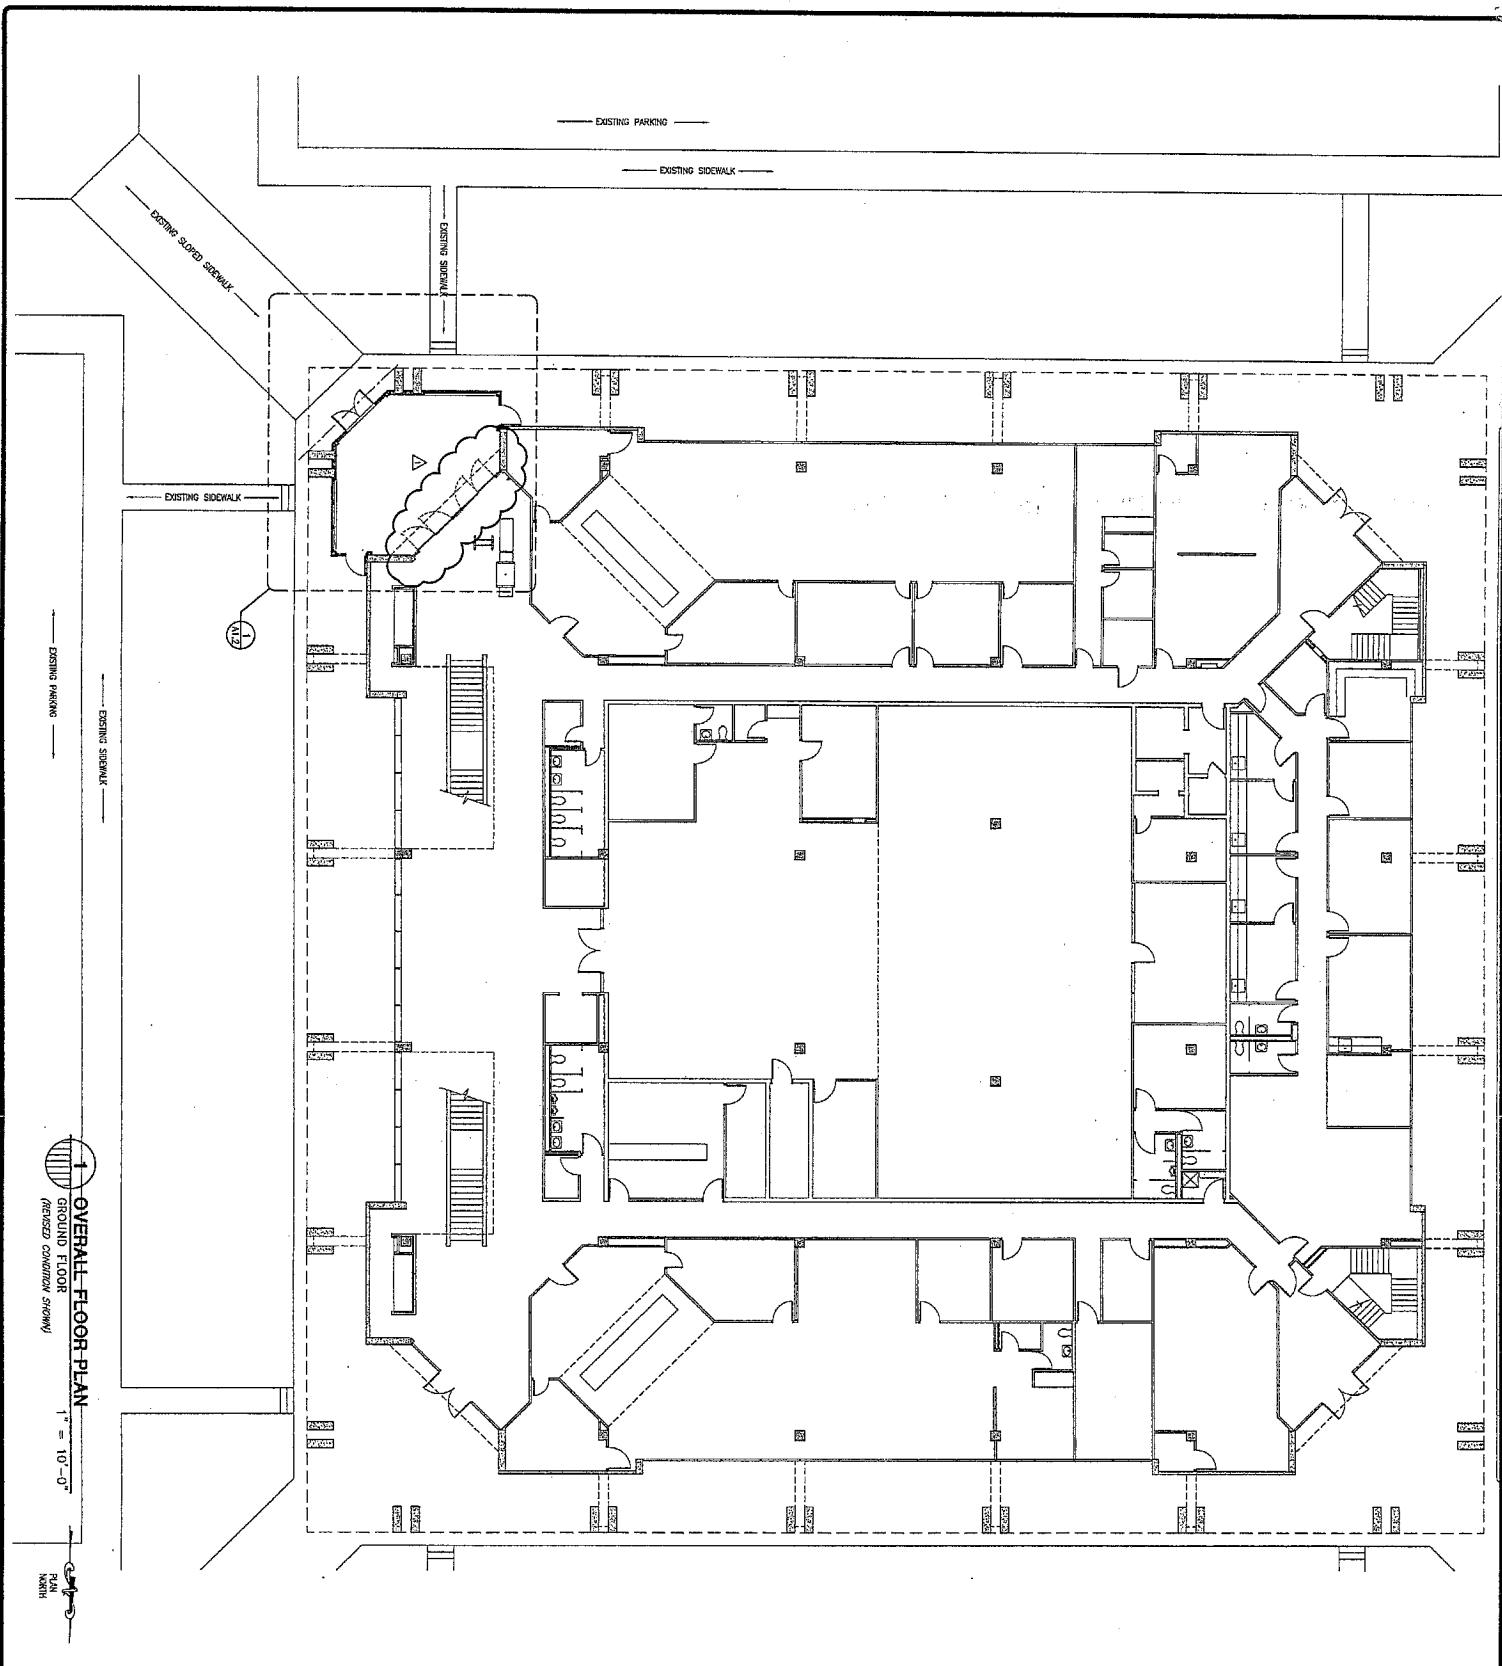 EXISTING PARKING
EXISTING SIDEWALK
EXISTING SLOPED SIDEWALK
EXISTING SIDEWALK
EXISTING SIDEWALK
1
1
A1.2
EXISTING PARKING
EXISTING SIDEWALK
1
OVERALL FLOOR PLAN
GROUND FLOOR
1" = 10'-0"
(REVISED CONDITION SHOWN)
PLAN
NORTH